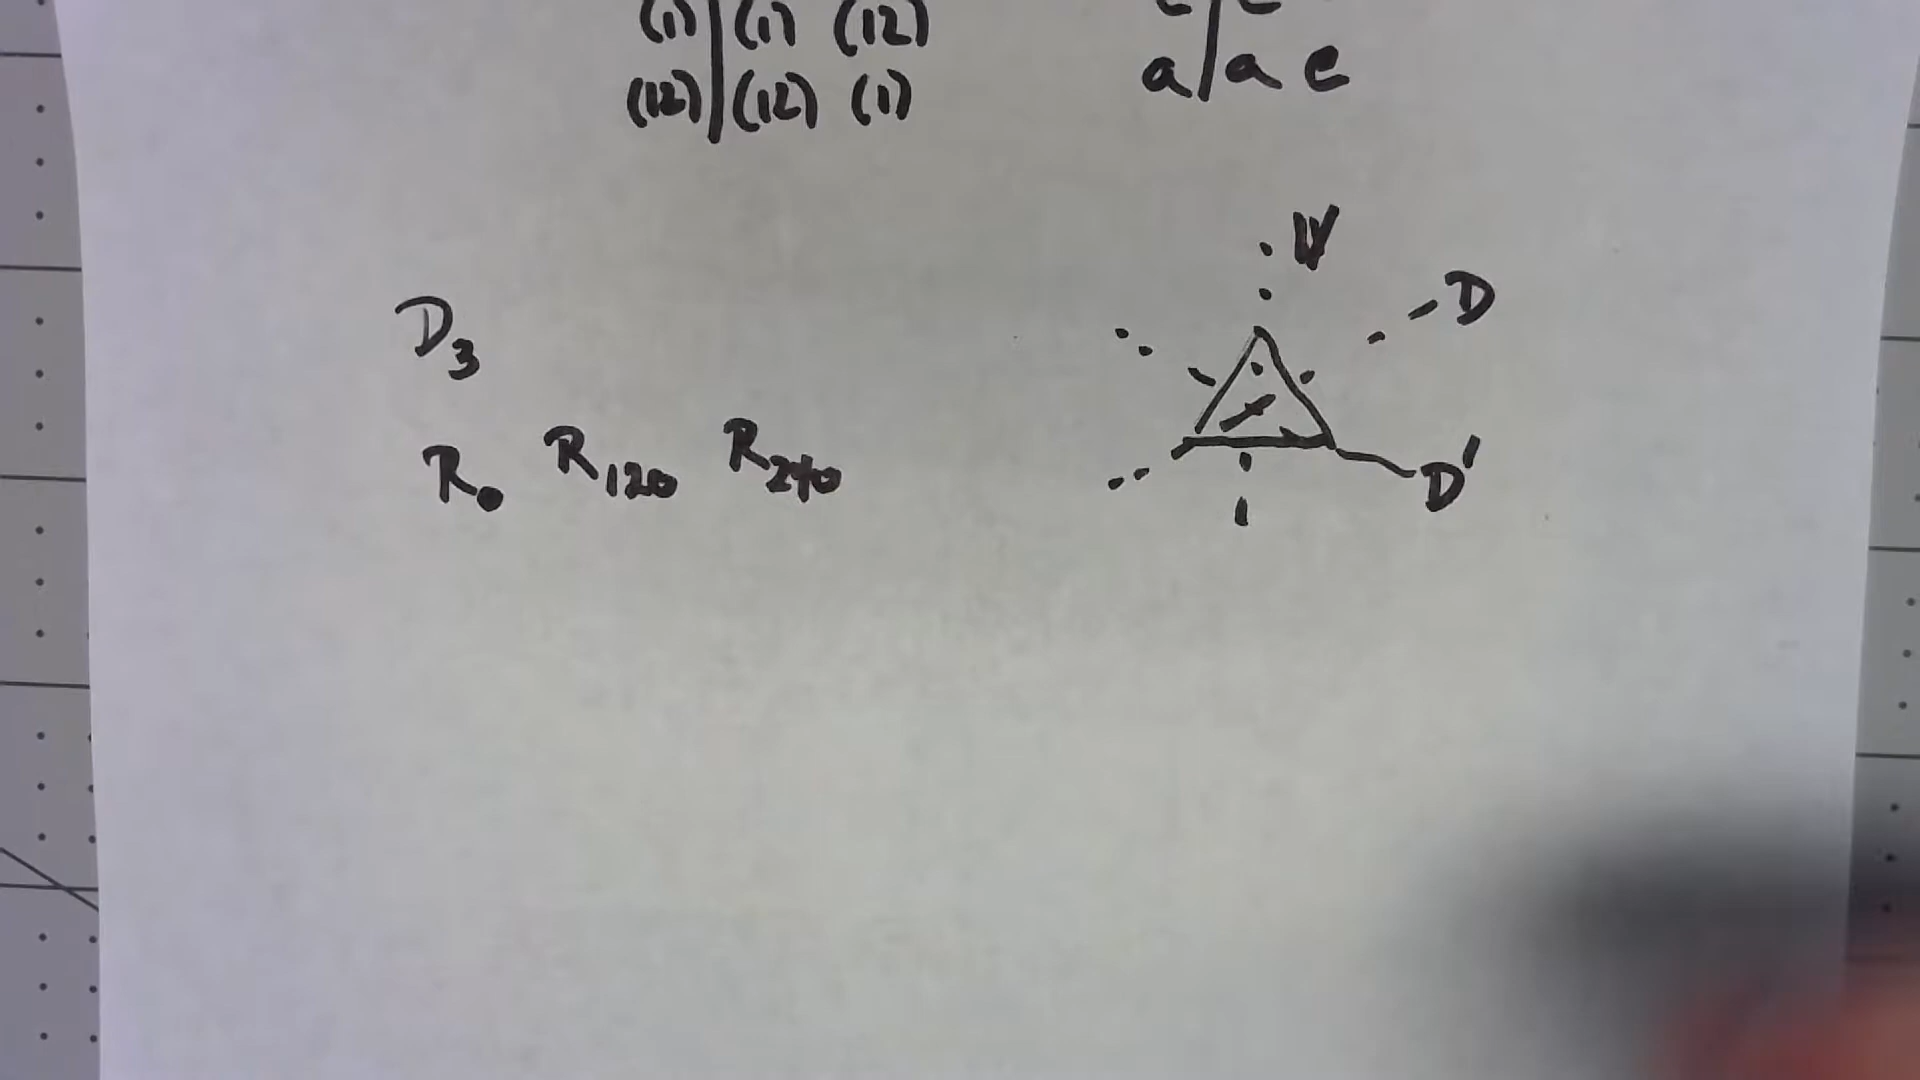 (1) | (1) (12)
(12) | (12) (1)
a | a e
D₃
R₀ R₁₂₀ R₂₄₀
V
D
D'